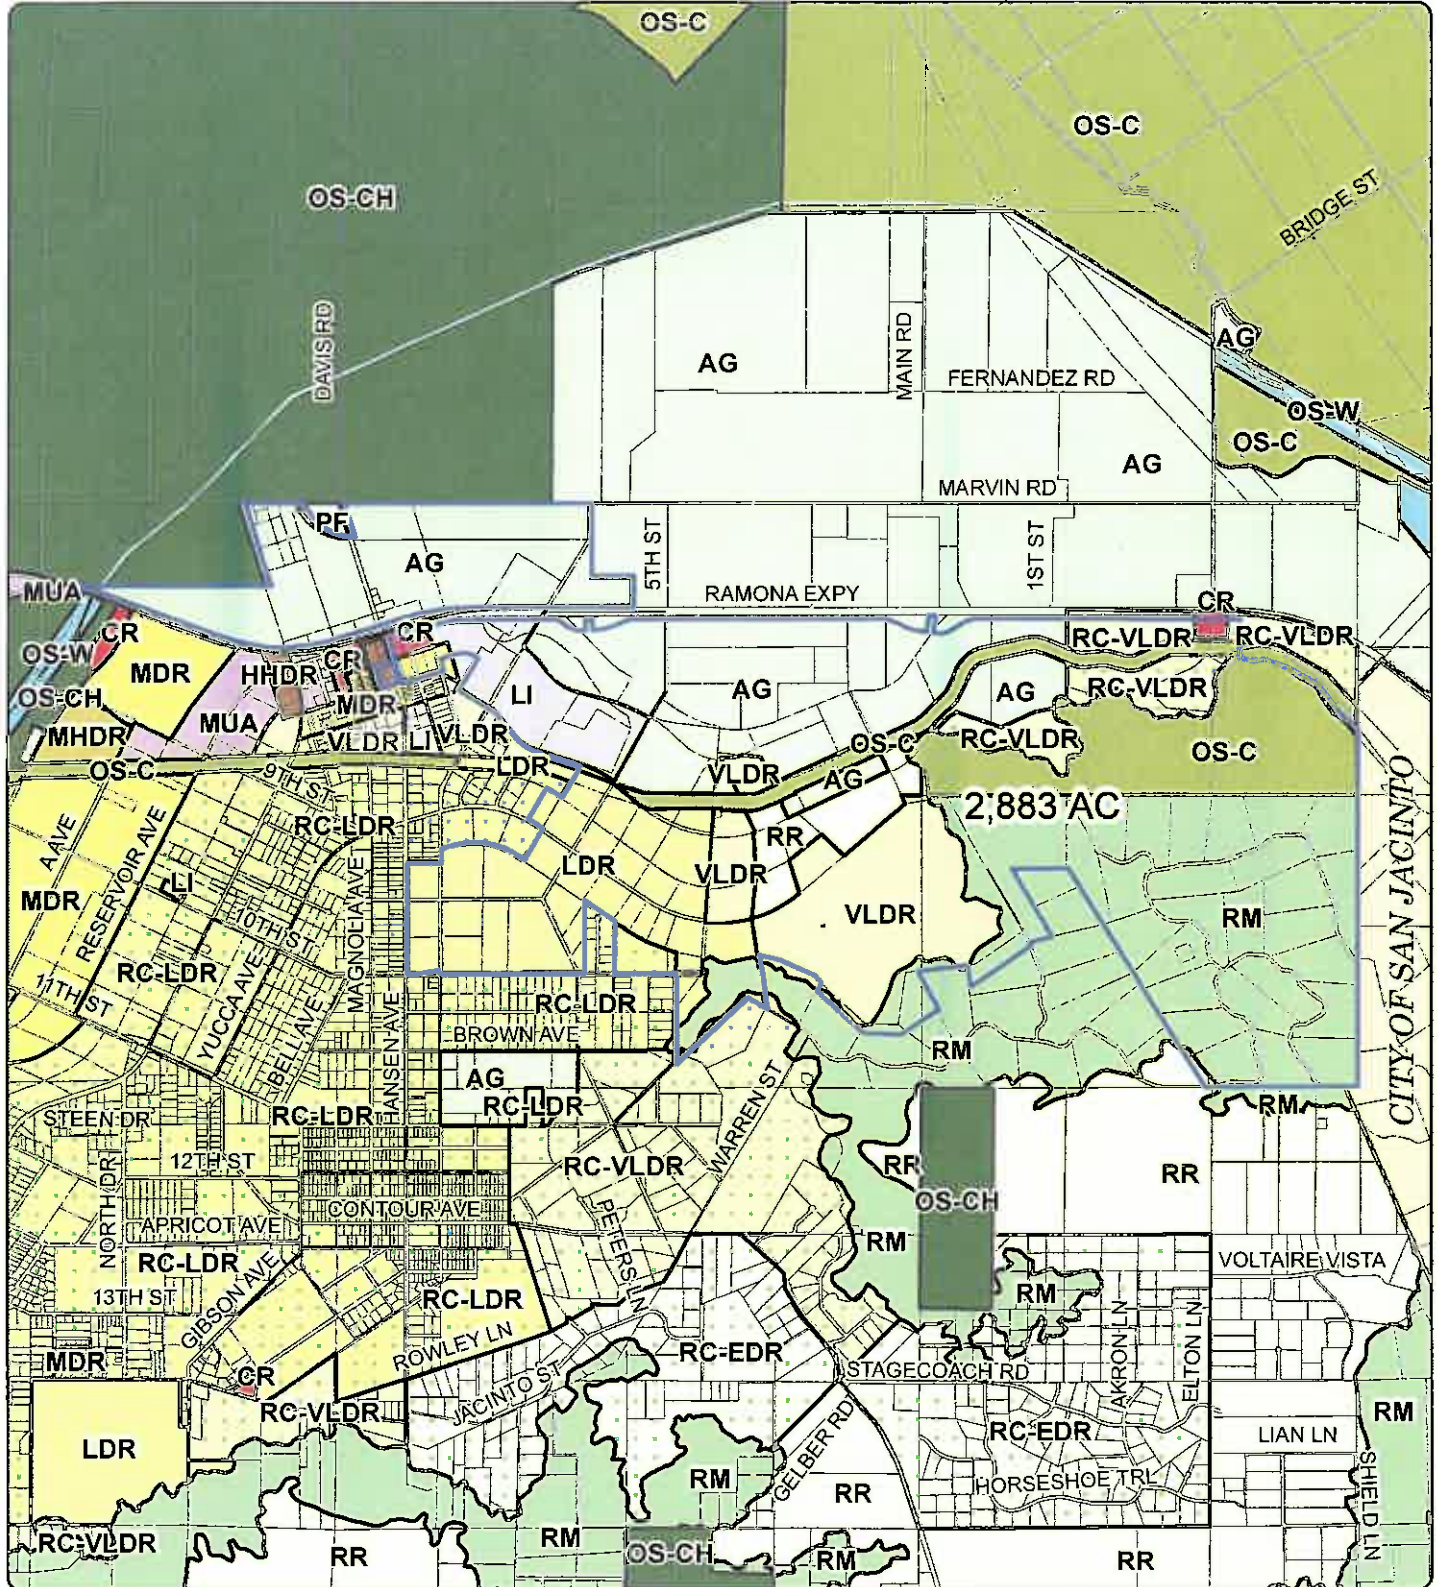 OS-C
OS-C
OS-CH
BRIDGE ST
DAVIS RD
AG
MAIN RD
AG
FERNANDEZ RD
OS-W
OS-C
AG
MARVIN RD
PF
AG
5TH ST
1ST ST
MUA
RAMONA EXPY
CR
CR
CR
RC-VLDR
RC-VLDR
OS-W
MDR
HHDR
CR
OS-CH
MDR
LI
AG
AG
RC-VLDR
MHDR
MUA
VLDR
LI
VLDR
OS-C
RC-VLDR
OS-C
OS-C
9TH ST
LDR
VLDR
AG
2,883 AC
A AVE
RESERVOIR AVE
RC-LDR
RR
CITY OF SAN JACINTO
MDR
LI
MAGNOLIA AVE
LDR
VLDR
VLDR
RM
10TH ST
RC-LDR
11TH ST
YUCCA AVE
BELL AVE
HANSEN AVE
RC-LDR
BROWN AVE
RM
AG
RC-LDR
STEEN DR
RC-LDR
WARREN ST
RM
12TH ST
RC-VLDR
RR
RR
NORTH DR
CONTOUR AVE
PETERS LN
OS-CH
APRICOT AVE
RC-LDR
GIBSON AVE
RM
VOLTAIRE VISTA
13TH ST
RC-LDR
RM
AKRON LN
ELTON LN
ROWLEY LN
MDR
CR
RC-EDR
STAGECOACH RD
JACINTO ST
RC-VLDR
GELBER RD
RC-EDR
RM
LDR
LIAN LN
RM
RR
HORSESHOE TRL
SHIELD LN
RC-VLDR
RR
RM
OS-CH
RM
RR